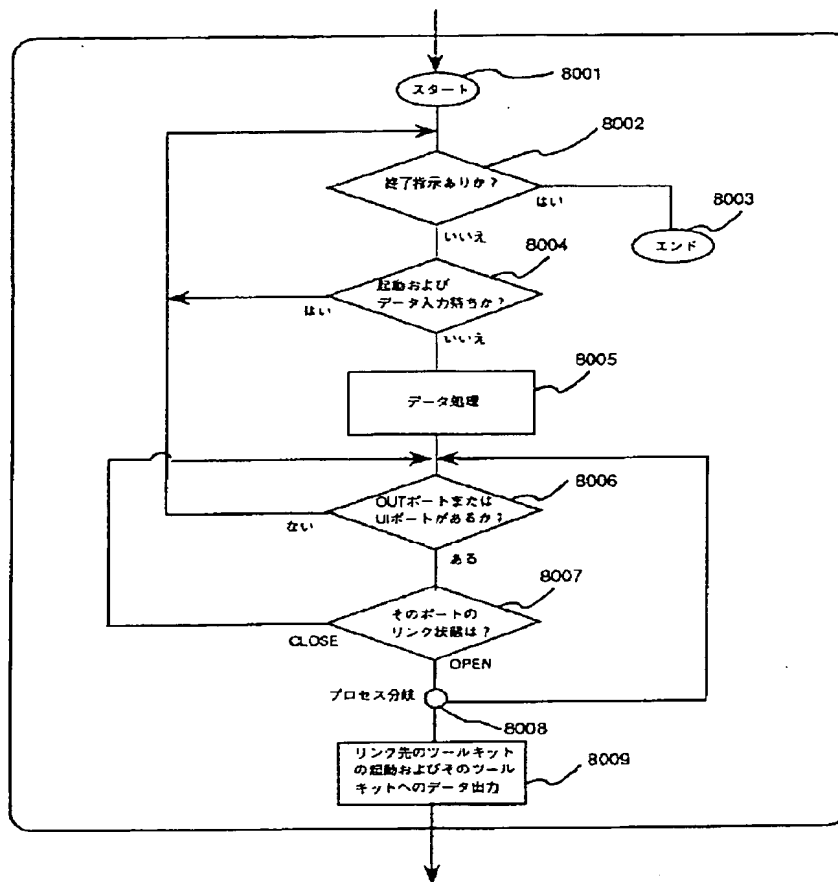 スタート
8001
8002
終了指示ありか?
はい
8003
エンド
いいえ
8004
起動および
データ入力待ちか?
はい
いいえ
8005
データ処理
8006
OUTポートまたは
UIポートがあるか?
ない
ある
8007
そのポートの
リンク状態は?
CLOSE
OPEN
プロセス分岐
8008
リンク先のツールキット
の起動およびそのツール
キットへのデータ出力
8009